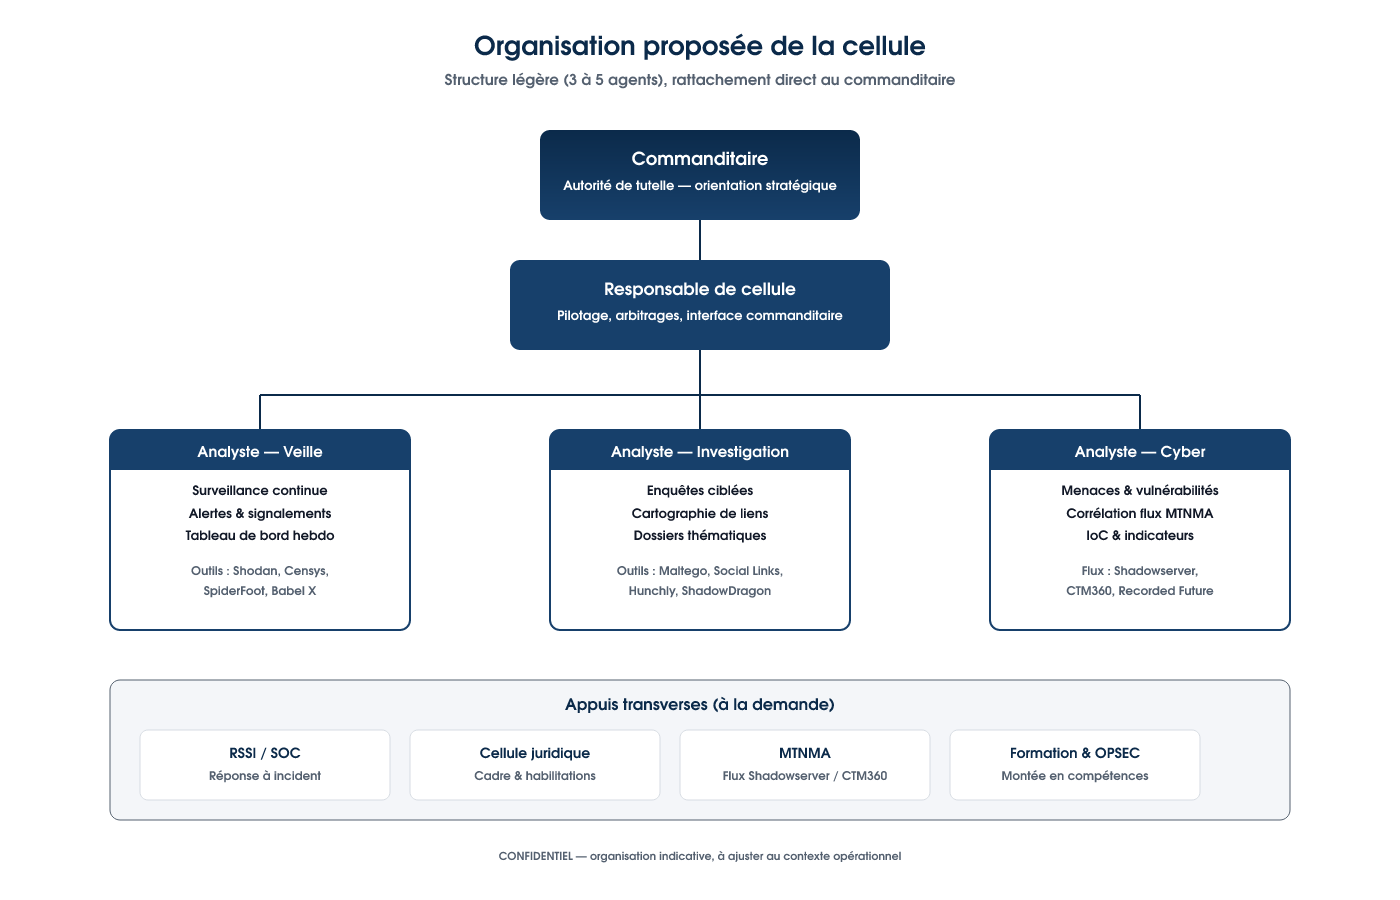 Organisation proposée de la cellule
Structure légère (3 à 5 agents), rattachement direct au commanditaire
Commanditaire
Autorité de tutelle — orientation stratégique
Responsable de cellule
Pilotage, arbitrages, interface commanditaire
Analyste — Veille
Surveillance continue
Alertes & signalements
Tableau de bord hebdo
Outils : Shodan, Censys,
SpiderFoot, Babel X
Analyste — Investigation
Enquêtes ciblées
Cartographie de liens
Dossiers thématiques
Outils : Maltego, Social Links,
Hunchly, ShadowDragon
Analyste — Cyber
Menaces & vulnérabilités
Corrélation flux MTNMA
IoC & indicateurs
Flux : Shadowserver,
CTM360, Recorded Future
Appuis transverses (à la demande)
RSSI / SOC
Réponse à incident
Cellule juridique
Cadre & habilitations
MTNMA
Flux Shadowserver / CTM360
Formation & OPSEC
Montée en compétences
CONFIDENTIEL — organisation indicative, à ajuster au contexte opérationnel